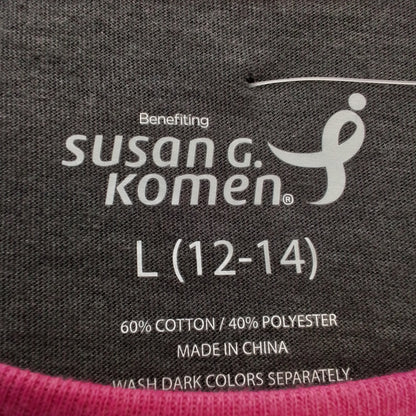 Benefiting
susan G.
Komen®
L (12-14)
60% COTTON / 40% POLYESTER
MADE IN CHINA
WASH DARK COLORS SEPARATELY.